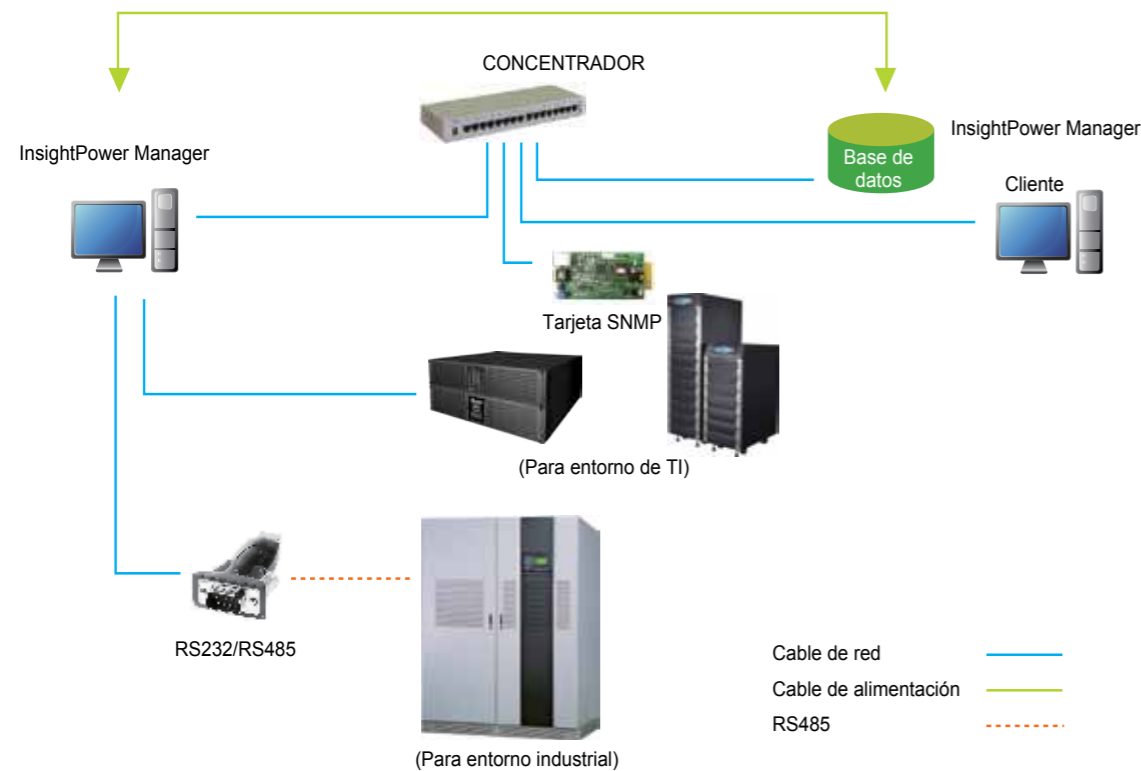 CONCENTRADOR
InsightPower Manager
InsightPower Manager
Base de
datos
Cliente
Tarjeta SNMP
(Para entorno de TI)
RS232/RS485
(Para entorno industrial)
Cable de red
Cable de alimentación
RS485